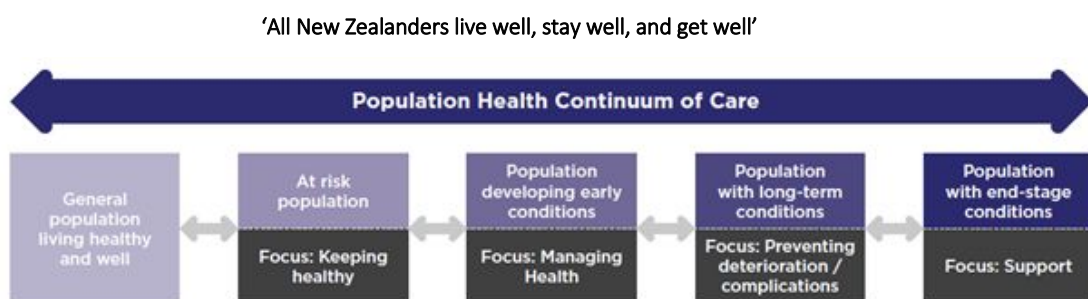 ‘All New Zealanders live well, stay well, and get well’
Population Health Continuum of Care
General
population
living healthy
and well
At risk
population
Focus: Keeping
healthy
Population
developing early
conditions
Focus: Managing
Health
Population
with long-term
conditions
Focus: Preventing
deterioration /
complications
Population
with end-stage
conditions
Focus: Support